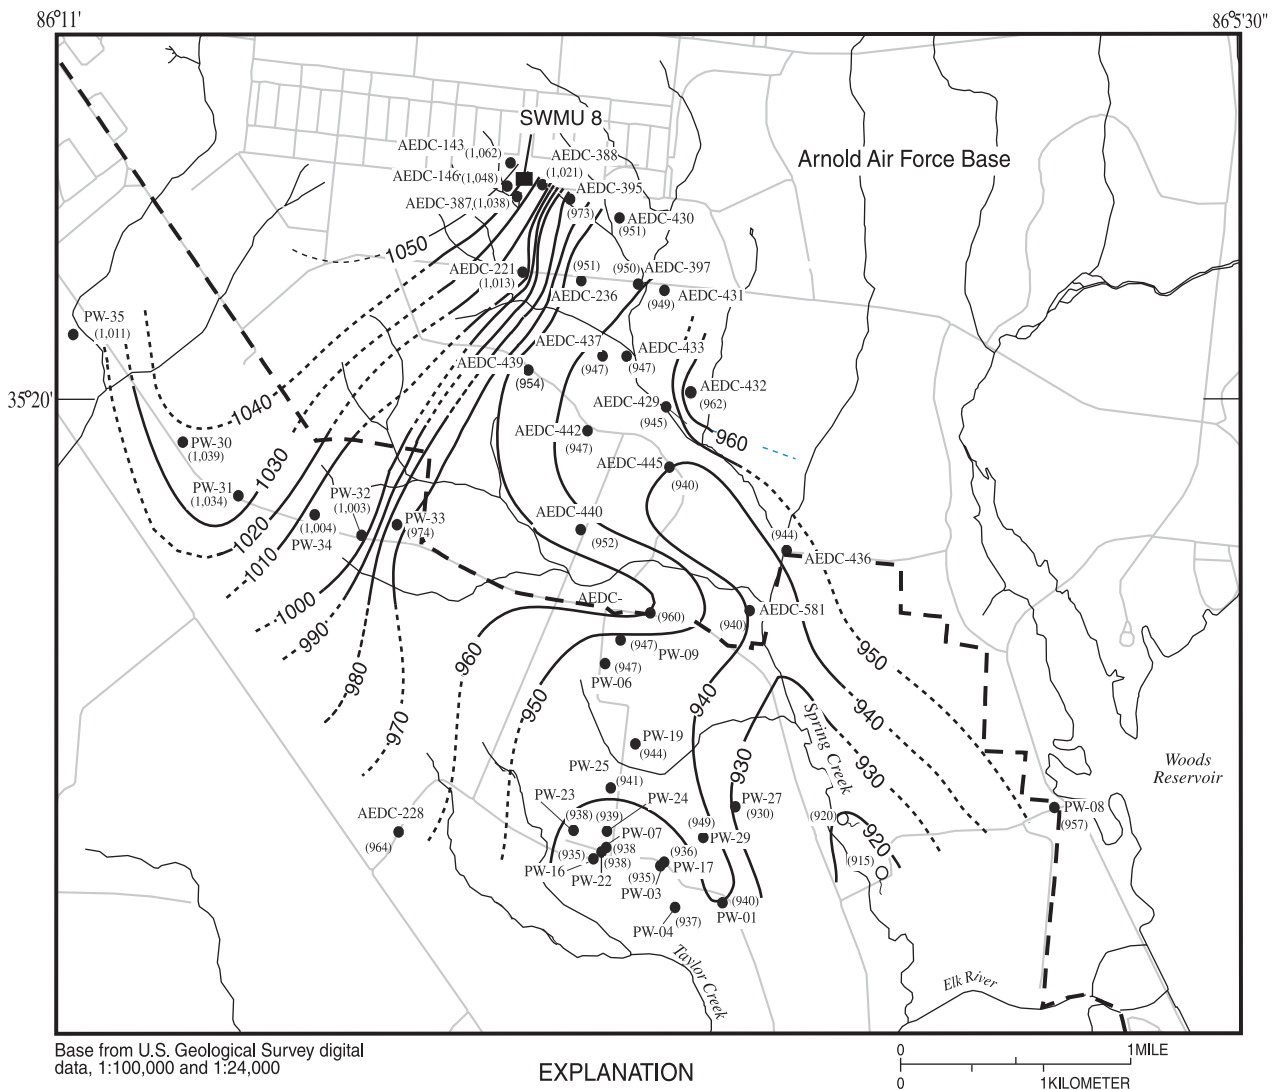 86°11'
86°5'30"
SWMU 8
AEDC-143
(1,062)
AEDC-388
(1,021)
Arnold Air Force Base
AEDC-146
(1,048)
AEDC-395
(973)
AEDC-387
(1,038)
AEDC-430
(951)
1050
AEDC-221
(1,013)
(951)
AEDC-236
(950)
AEDC-397
(949)
AEDC-431
PW-35
(1,011)
AEDC-437
(947)
AEDC-433
(947)
AEDC-439
(954)
AEDC-432
(962)
35°20'
1040
AEDC-429
(945)
PW-30
(1,039)
AEDC-442
(947)
960
1030
AEDC-445
(940)
PW-31
(1,034)
PW-32
(1,003)
PW-33
(974)
AEDC-440
(952)
(1,004)
PW-34
1020
(944)
AEDC-436
1010
1000
AEDC-
(960)
AEDC-581
(940)
990
960
(947)
PW-09
950
(947)
PW-06
980
950
940
940
970
Spring Creek
PW-19
(944)
930
930
Woods
Reservoir
PW-25
(941)
PW-23
(938)
PW-24
(939)
PW-27
(930)
PW-08
(957)
AEDC-228
(964)
PW-07
(938
(949)
PW-29
(920)
920
PW-16
(935)
PW-22
(938)
(936)
PW-17
(935)
PW-03
(915)
(940)
PW-01
PW-04
(937)
Taylor Creek
Elk River
Base from U.S. Geological Survey digital
data, 1:100,000 and 1:24,000
EXPLANATION
0
1 MILE
0
1 KILOMETER